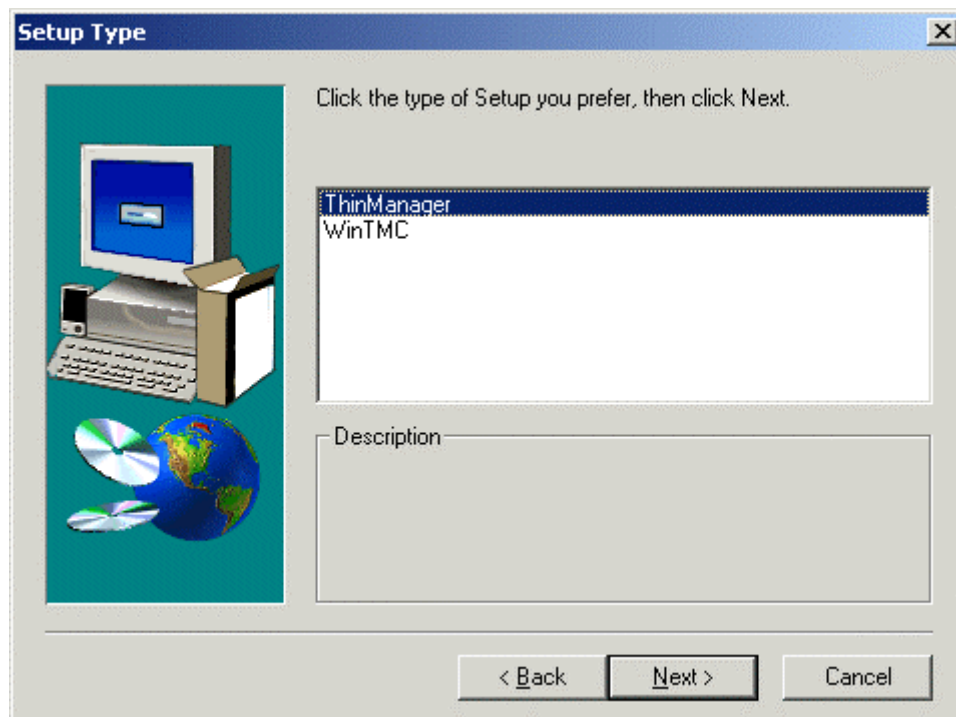 Setup Type
Click the type of Setup you prefer, then click Next.
ThinManager
WinTMC
Description
< Back
Next >
Cancel